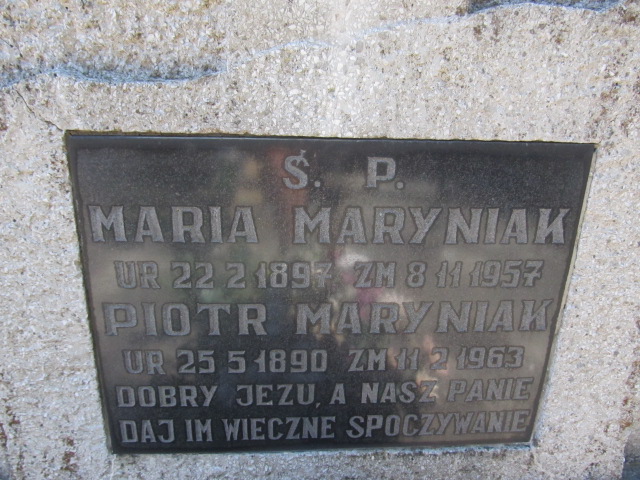 Ś. P.
MARIA MARYNIAK
UR 22 2 1897 ZM 8 11 1957
PIOTR MARYNIAK
UR 25 5 1890 ZM 11 2 1963
DOBRY JEZU, A NASZ PANIE
DAJ IM WIECZNE SPOCZYWANIE